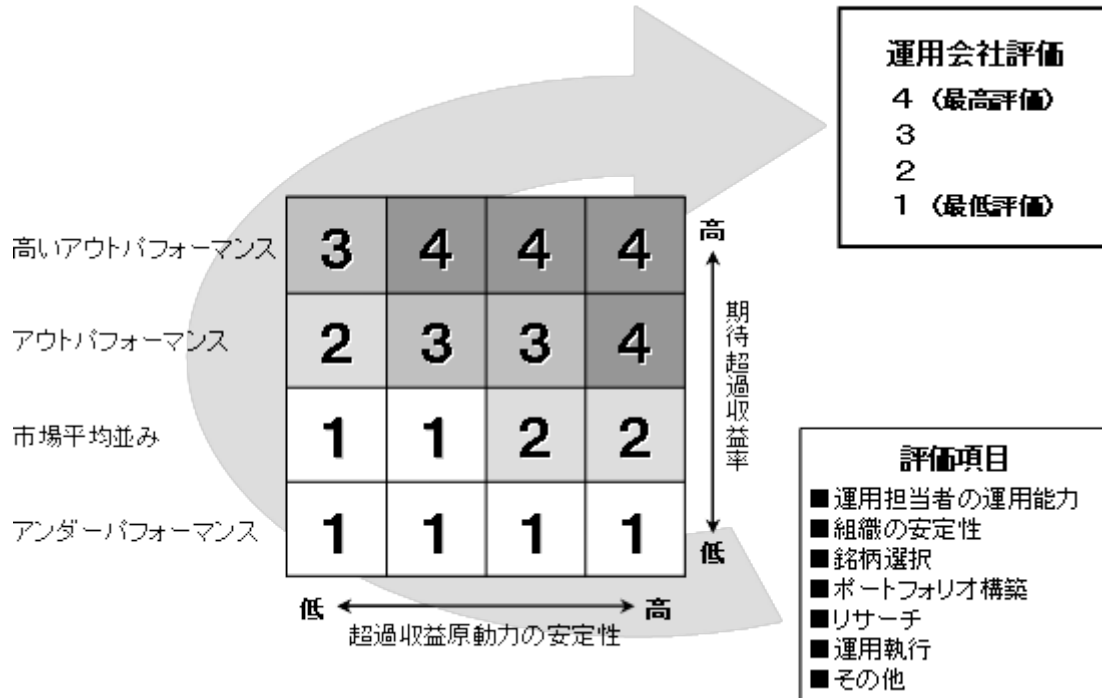 運用会社評価
4 (最高評価)
3
2
1 (最低評価)
高いアウトパフォーマンス
3 4 4 4
アウトパフォーマンス
2 3 3 4
市場平均並み
1 1 2 2
アンダーパフォーマンス
1 1 1 1
高
期待超過収益率
低
低 高
超過収益原動力の安定性
評価項目
■運用担当者の運用能力
■組織の安定性
■銘柄選択
■ポートフォリオ構築
■リサーチ
■運用執行
■その他